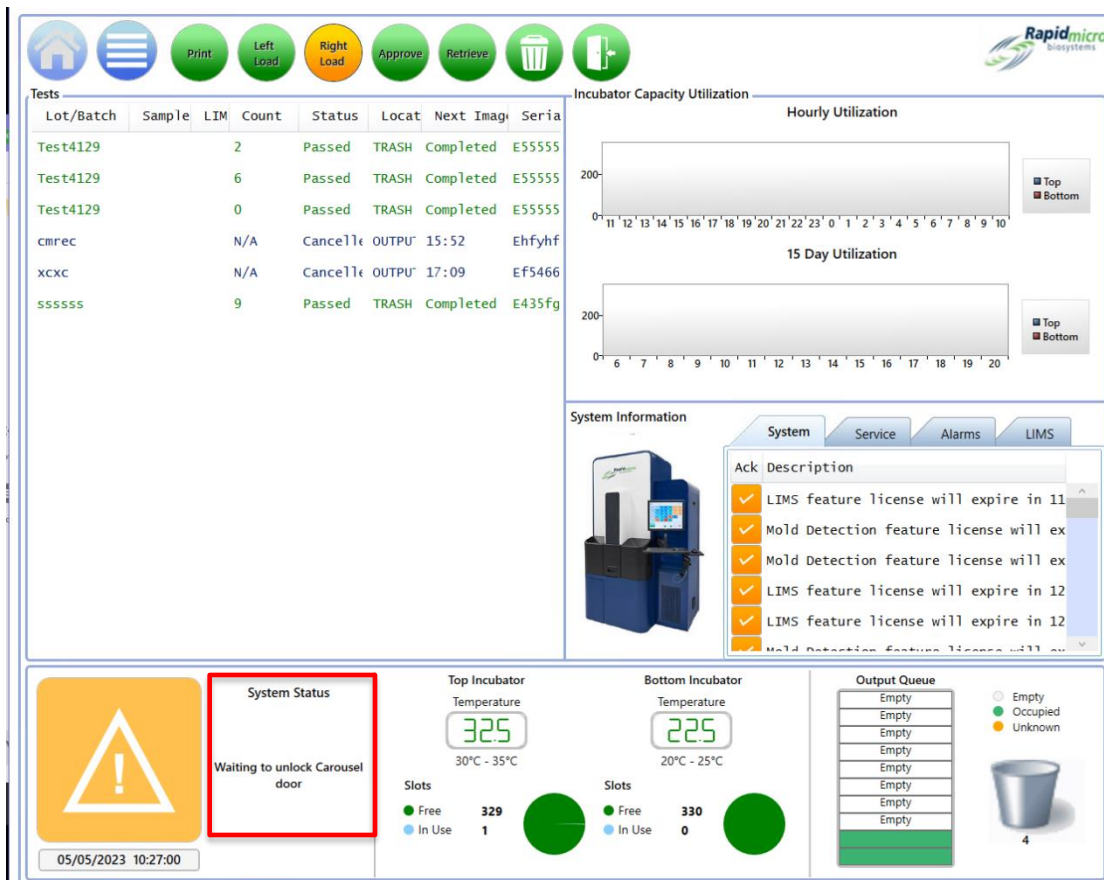 Print
Left
Load
Right
Load
Approve
Retrieve
Rapidmicro
biosystems
Tests
Lot/Batch Sample LIM Count Status Locat Next Imag Seria
Test4129 2 Passed TRASH Completed E55555
Test4129 6 Passed TRASH Completed E55555
Test4129 0 Passed TRASH Completed E55555
cmrec N/A Cancelle OUTPU 15:52 Ehfyhf
xcxc N/A Cancelle OUTPU 17:09 Ef5466
ssssss 9 Passed TRASH Completed E435fg
Incubator Capacity Utilization
Hourly Utilization
200
0
11 12 13 14 15 16 17 18 19 20 21 22 23 0 1 2 3 4 5 6 7 8 9 10
Top
Bottom
15 Day Utilization
200
0
6 7 8 9 10 11 12 13 14 15 16 17 18 19 20
Top
Bottom
System Information
System Service Alarms LIMS
Ack Description
LIMS feature license will expire in 11
Mold Detection feature license will ex
Mold Detection feature license will ex
LIMS feature license will expire in 12
LIMS feature license will expire in 12
Mold Detection feature license will ex
05/05/2023 10:27:00
System Status
Waiting to unlock Carousel
door
Top Incubator
Temperature
32.5
30°C - 35°C
Slots
Free 329
In Use 1
Bottom Incubator
Temperature
22.5
20°C - 25°C
Slots
Free 330
In Use 0
Output Queue
Empty
Empty
Empty
Empty
Empty
Empty
Empty
Empty
Empty
Occupied
Unknown
4